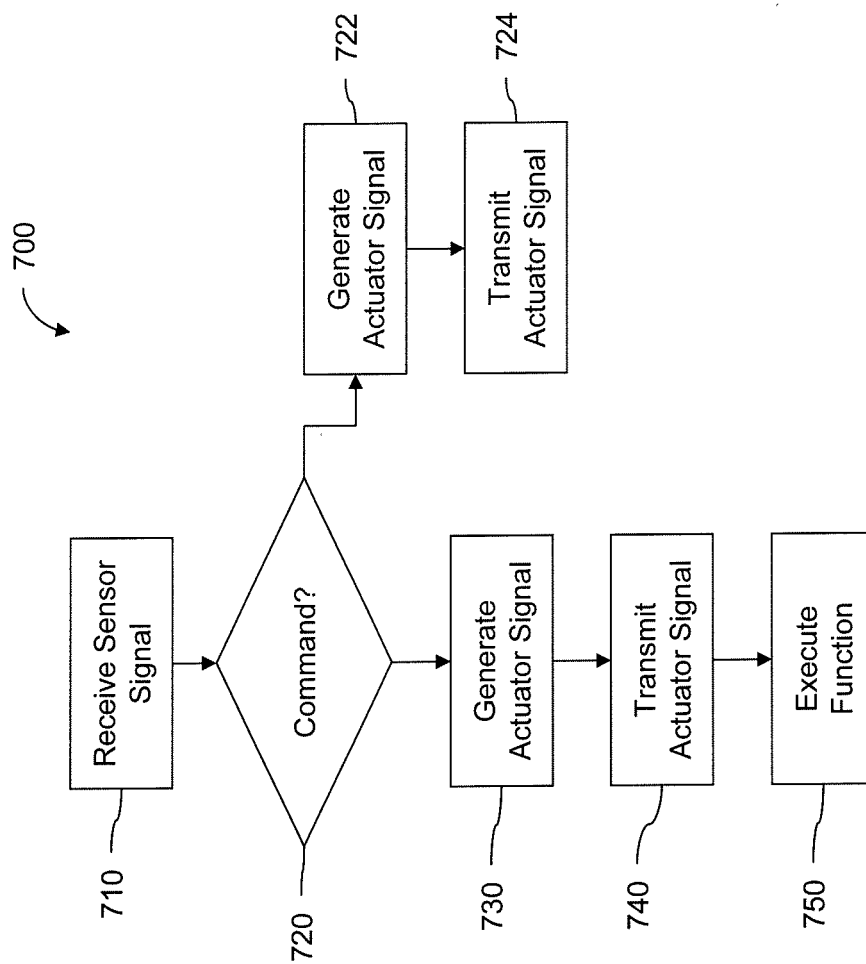 700
710
Receive Sensor
Signal
720
Command?
722
Generate
Actuator Signal
724
Transmit
Actuator Signal
730
Generate
Actuator Signal
740
Transmit
Actuator Signal
750
Execute
Function